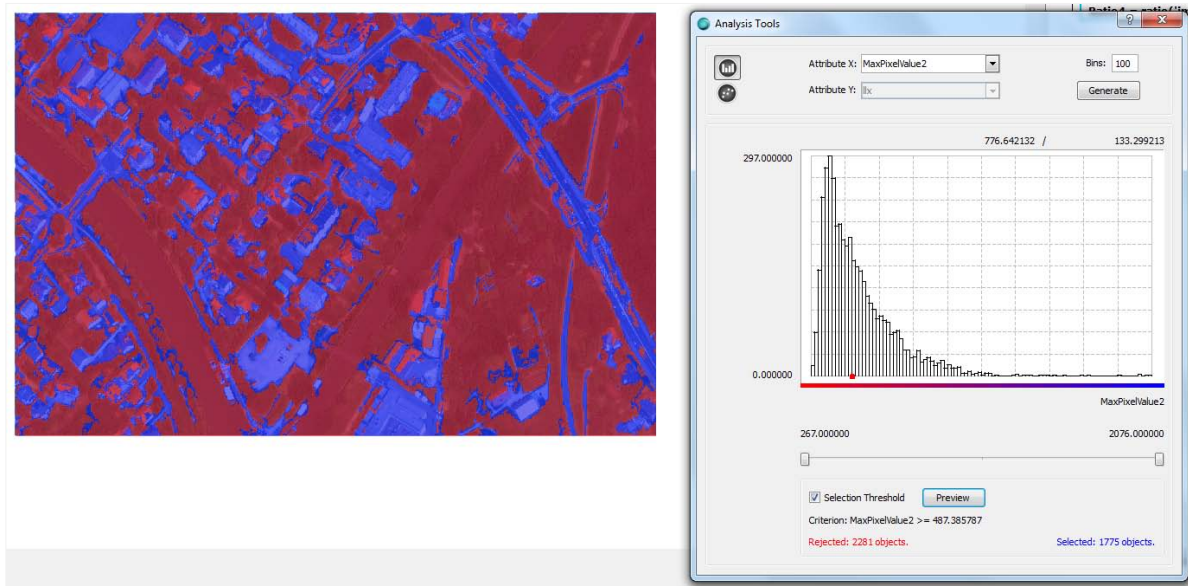 Analysis Tools
Attribute X: MaxPixelValue2
Bins: 100
Attribute Y: llx
Generate
776.642132 / 133.299213
297.000000
0.000000
MaxPixelValue2
267.000000 2076.000000
Selection Threshold Preview
Criterion: MaxPixelValue2 >= 487.385787
Rejected: 2281 objects. Selected: 1775 objects.